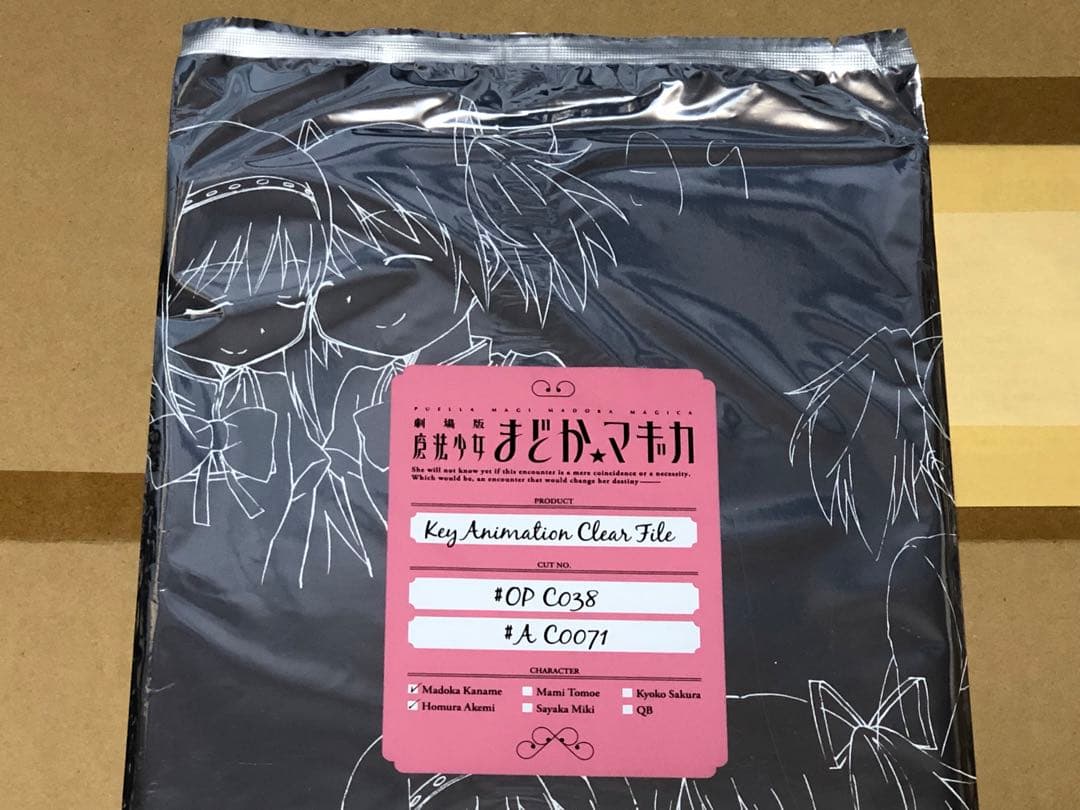 79
PUELLA MAGI MADOKA MAGICA
劇場版
魔法少女まどか★マギカ
She will not know yet if this encounter is a mere coincidence or a necessity.
Which would be, an encounter that would change her destiny——
PRODUCT
Key Animation Clear File
CUT NO.
#OP C038
#A C0071
CHARACTER
Madoka Kaname
Mami Tomoe
Kyoko Sakura
Homura Akemi
Sayaka Miki
QB